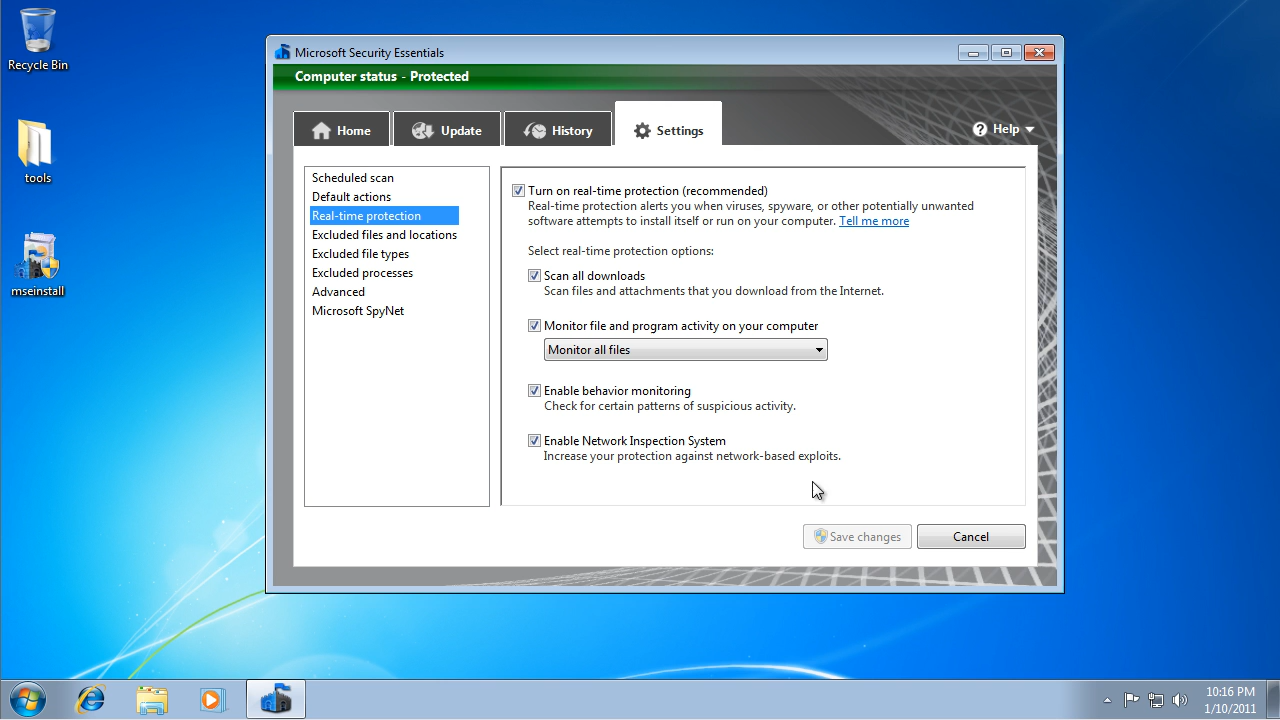 Recycle Bin
tools
mseinstall
Microsoft Security Essentials
Computer status - Protected
Home
Update
History
Settings
Help
Scheduled scan
Default actions
Real-time protection
Excluded files and locations
Excluded file types
Excluded processes
Advanced
Microsoft SpyNet
Turn on real-time protection (recommended)
Real-time protection alerts you when viruses, spyware, or other potentially unwanted
software attempts to install itself or run on your computer. Tell me more
Select real-time protection options:
Scan all downloads
Scan files and attachments that you download from the Internet.
Monitor file and program activity on your computer
Monitor all files
Enable behavior monitoring
Check for certain patterns of suspicious activity.
Enable Network Inspection System
Increase your protection against network-based exploits.
Save changes
Cancel
10:16 PM
1/10/2011